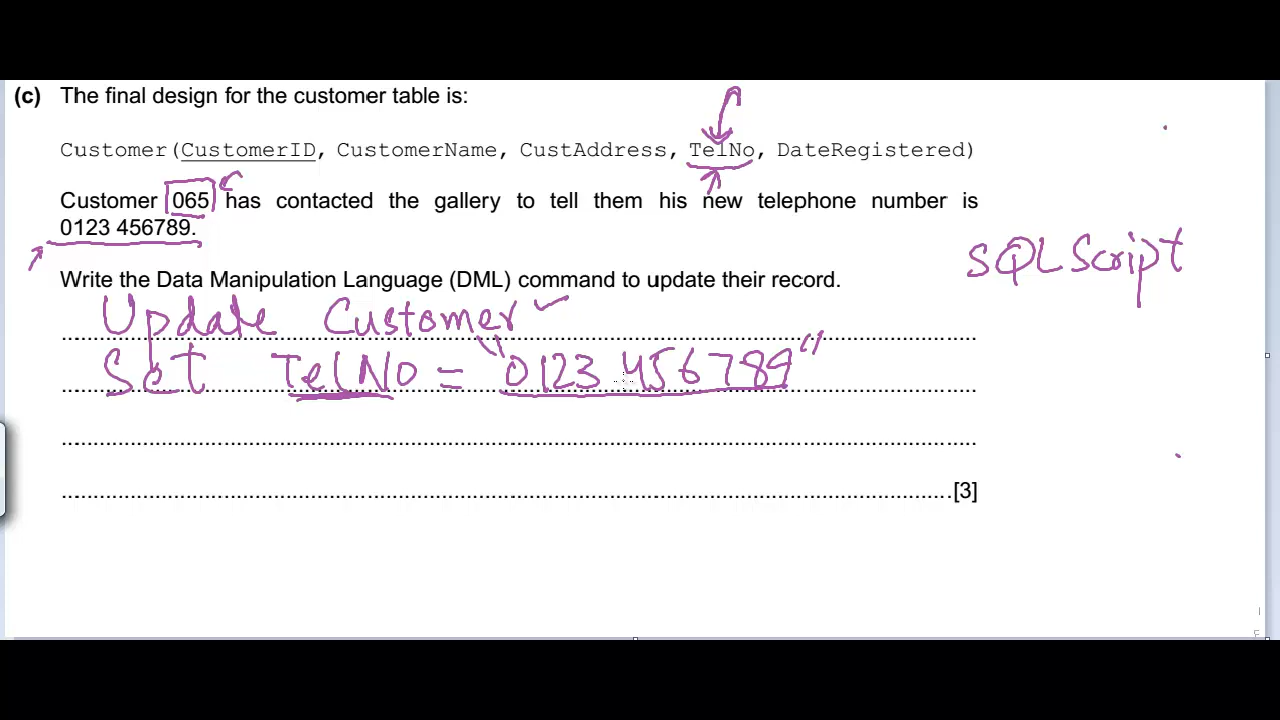 (c) The final design for the customer table is:
Customer(CustomerID, CustomerName, CustAddress, TelNo, DateRegistered)
Customer 065 has contacted the gallery to tell them his new telephone number is
0123 456789.
SQL Script
Write the Data Manipulation Language (DML) command to update their record.
Update Customer
Set TelNo = "0123 456789"
[3]